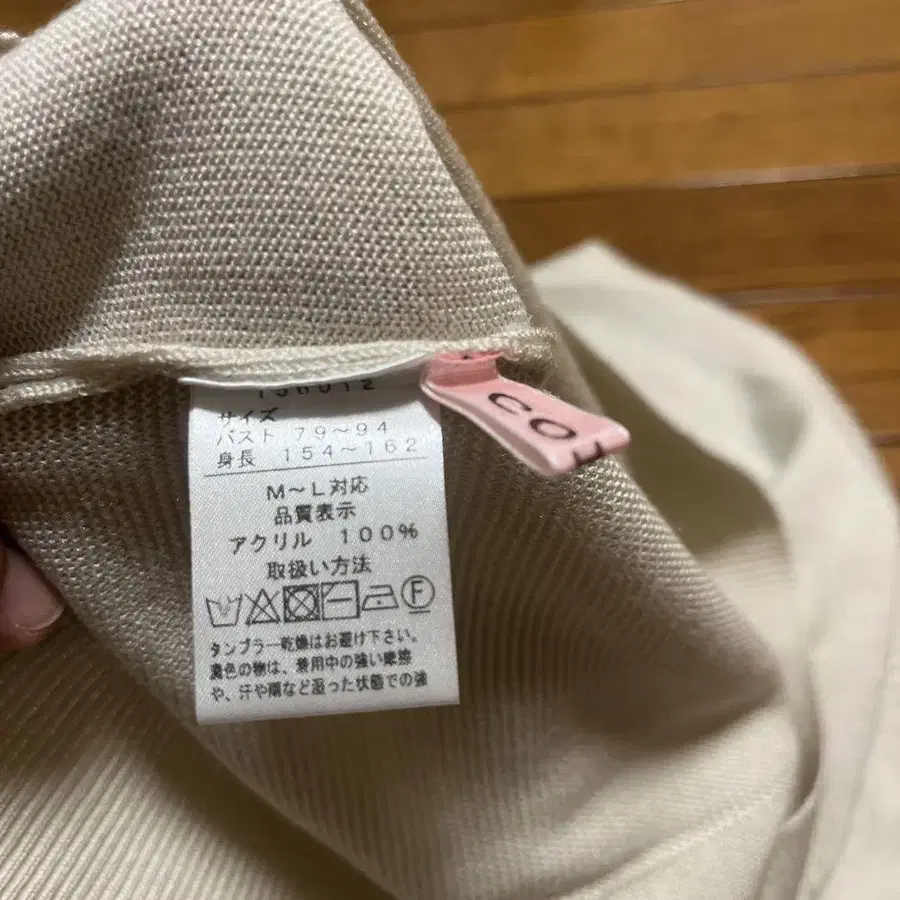 サイズ
バスト 79～94
身長 154～162
M～L対応
品質表示
アクリル 100%
取扱い方法
F
タンブラー乾燥はお避け下さい。
濃色の物は、着用中の強い摩擦
や、汗や雨など湿った状態での強
CO